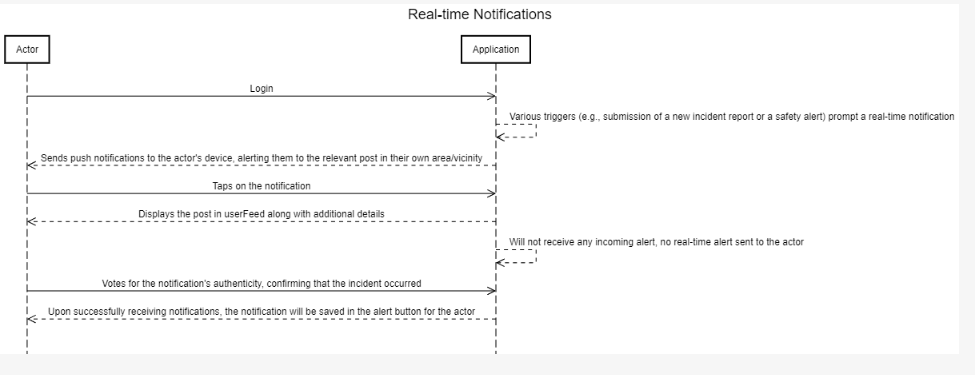 Real-time Notifications
Actor
Application
Login
Various triggers (e.g., submission of a new incident report or a safety alert) prompt a real-time notification
Sends push notifications to the actor's device, alerting them to the relevant post in their own area/vicinity
Taps on the notification
Displays the post in userFeed along with additional details
Will not receive any incoming alert, no real-time alert sent to the actor
Votes for the notification's authenticity, confirming that the incident occurred
Upon successfully receiving notifications, the notification will be saved in the alert button for the actor